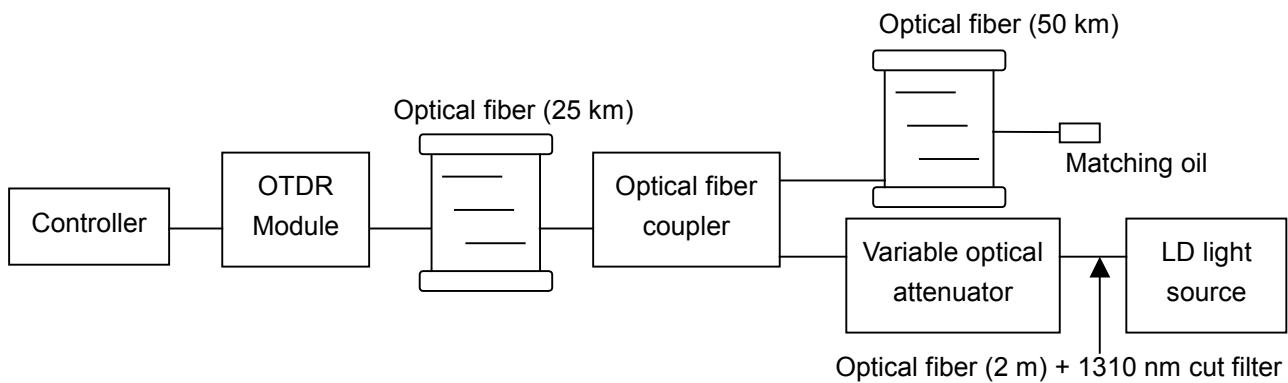 Optical fiber (50 km)
Optical fiber (25 km)
Matching oil
Controller
OTDR
Module
Optical fiber
coupler
Variable optical
attenuator
LD light
source
Optical fiber (2 m) + 1310 nm cut filter